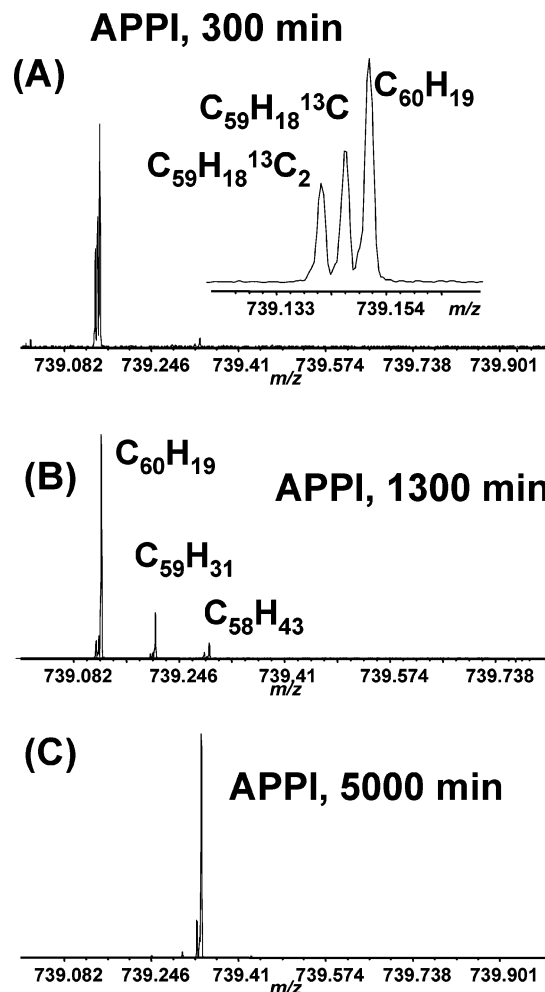 APPI, 300 min
(A)
C₆₀H₁₉
C₅₉H₁₈¹³C
C₅₉H₁₈¹³C₂
739.133 739.154 m/z
739.082 739.246 739.41 739.574 739.738 739.901
m/z
(B)
C₆₀H₁₉
APPI, 1300 min
C₅₉H₃₁
C₅₈H₄₃
739.082 739.246 739.41 739.574 739.738
m/z
(C)
APPI, 5000 min
739.082 739.246 739.41 739.574 739.738 739.901
m/z